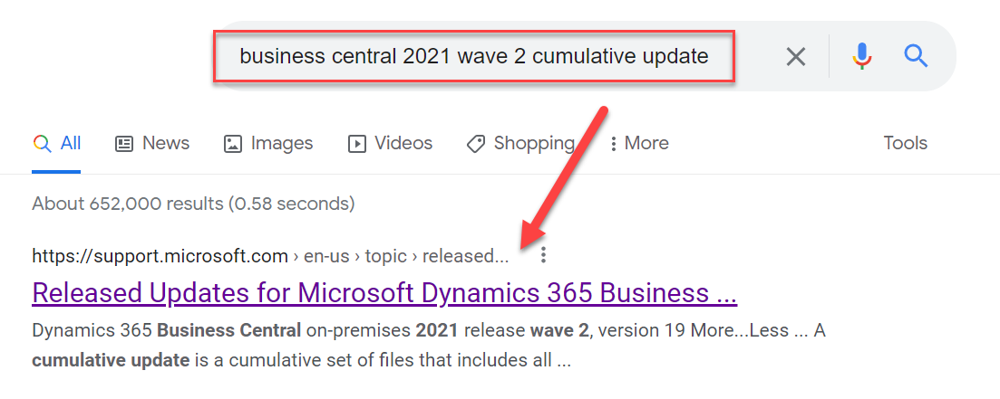 business central 2021 wave 2 cumulative update
All News Images Videos Shopping More Tools
About 652,000 results (0.58 seconds)
https://support.microsoft.com › en-us › topic › released...
Released Updates for Microsoft Dynamics 365 Business ...
Dynamics 365 Business Central on-premises 2021 release wave 2, version 19 More...Less ... A
cumulative update is a cumulative set of files that includes all ...